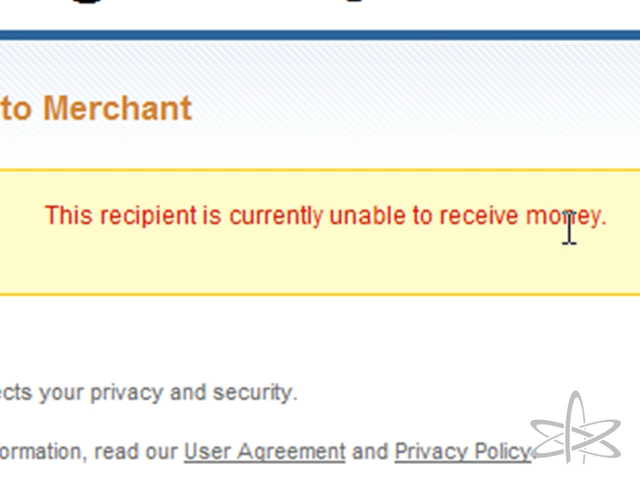 to Merchant
This recipient is currently unable to receive money.
ects your privacy and security.
ormation, read our User Agreement and Privacy Policy.